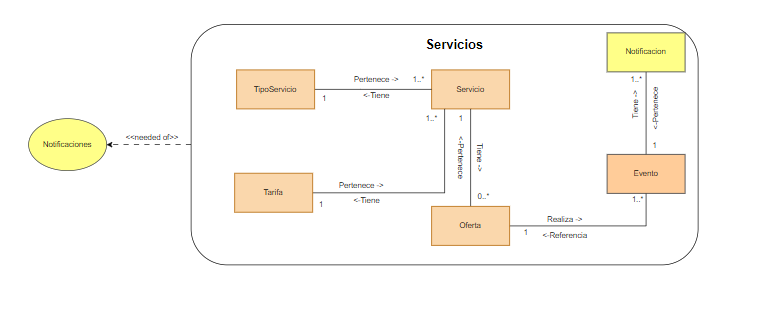 Servicios
Notificacion
TipoServicio
Pertenece ->
1..*
1
<-Tiene
Servicio
1..*
Tiene ->
<-Pertenece
1
1..*
1
<-Pertenece
Tiene ->
0..*
Notificaciones
<<needed of>>
Evento
1..*
Tarifa
Pertenece ->
1
<-Tiene
Oferta
1
Realiza ->
<-Referencia